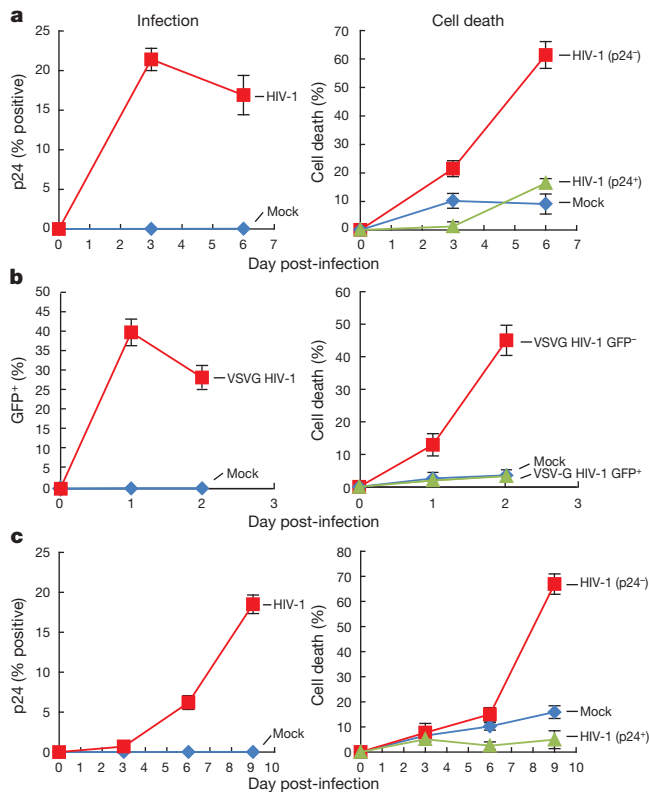 a
Infection
Cell death
p24 (% positive)
25
20
15
10
5
0
0 1 2 3 4 5 6 7
HIV-1
Mock
Cell death (%)
70
60
50
40
30
20
10
0
0 1 2 3 4 5 6 7
HIV-1 (p24⁻)
HIV-1 (p24⁺)
Mock
Day post-infection
b
GFP⁺ (%)
50
45
40
35
30
25
20
15
10
5
0
0 1 2 3
VSVG HIV-1
Mock
Day post-infection
Cell death (%)
60
50
40
30
20
10
0
0 1 2 3
VSVG HIV-1 GFP⁻
Mock
VSV-G HIV-1 GFP⁺
Day post-infection
c
p24 (% positive)
25
20
15
10
5
0
0 1 2 3 4 5 6 7 8 9 10
HIV-1
Mock
Cell death (%)
80
70
60
50
40
30
20
10
0
0 1 2 3 4 5 6 7 8 9 10
HIV-1 (p24⁻)
Mock
HIV-1 (p24+)
Day post-infection